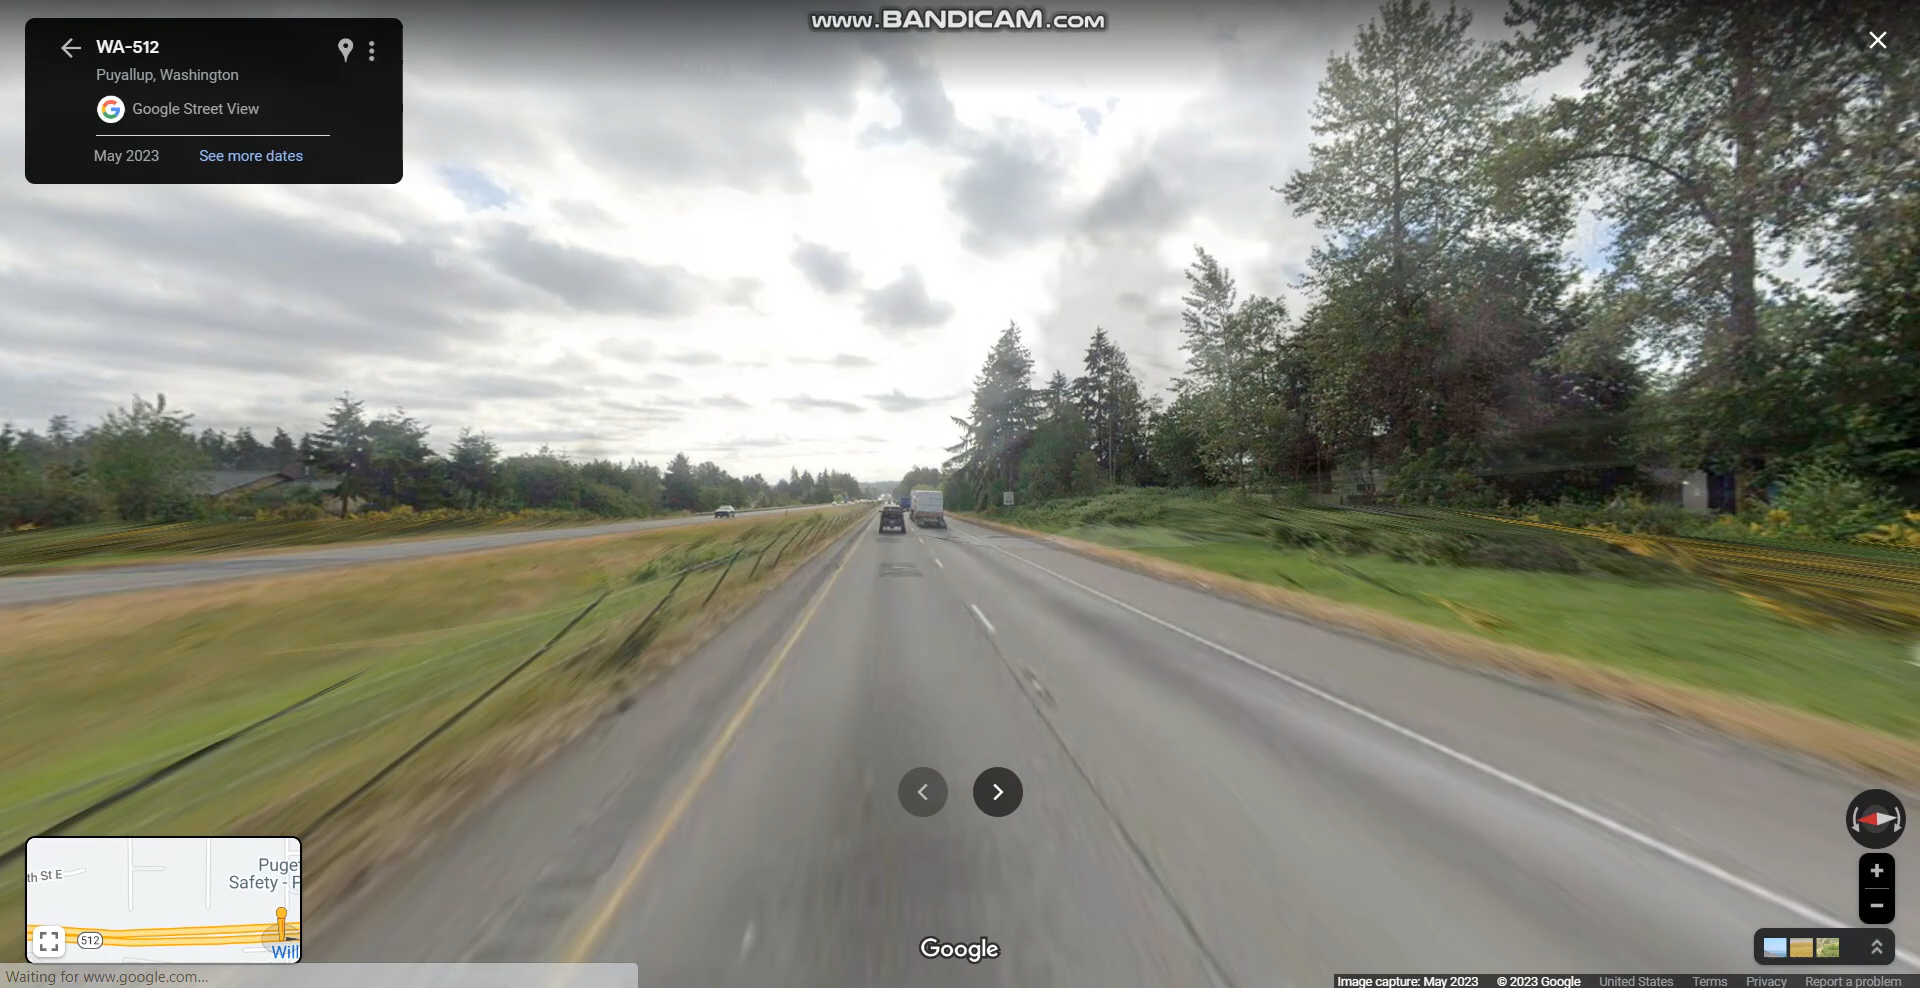 www.BANDICAM.com
WA-512
Puyallup, Washington
Google Street View
May 2023
See more dates
th St E
Puge
Safety - P
512
Will
Google
Waiting for www.google.com...
Image capture: May 2023
© 2023 Google
United States
Terms
Privacy
Report a problem